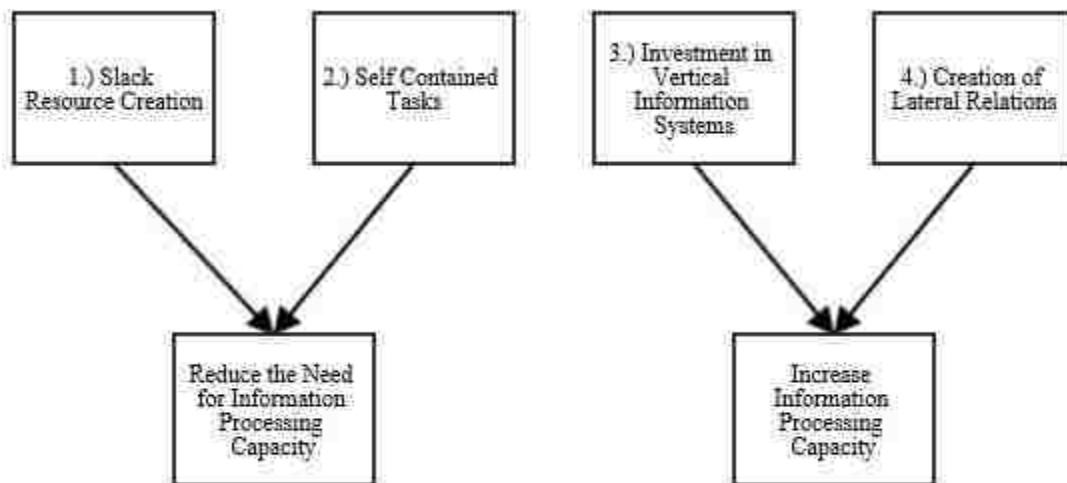 1.) Slack
Resource Creation
2.) Self Contained
Tasks
3.) Investment in
Vertical
Information
Systems
4.) Creation of
Lateral Relations
Reduce the Need
for Information
Processing
Capacity
Increase
Information
Processing
Capacity